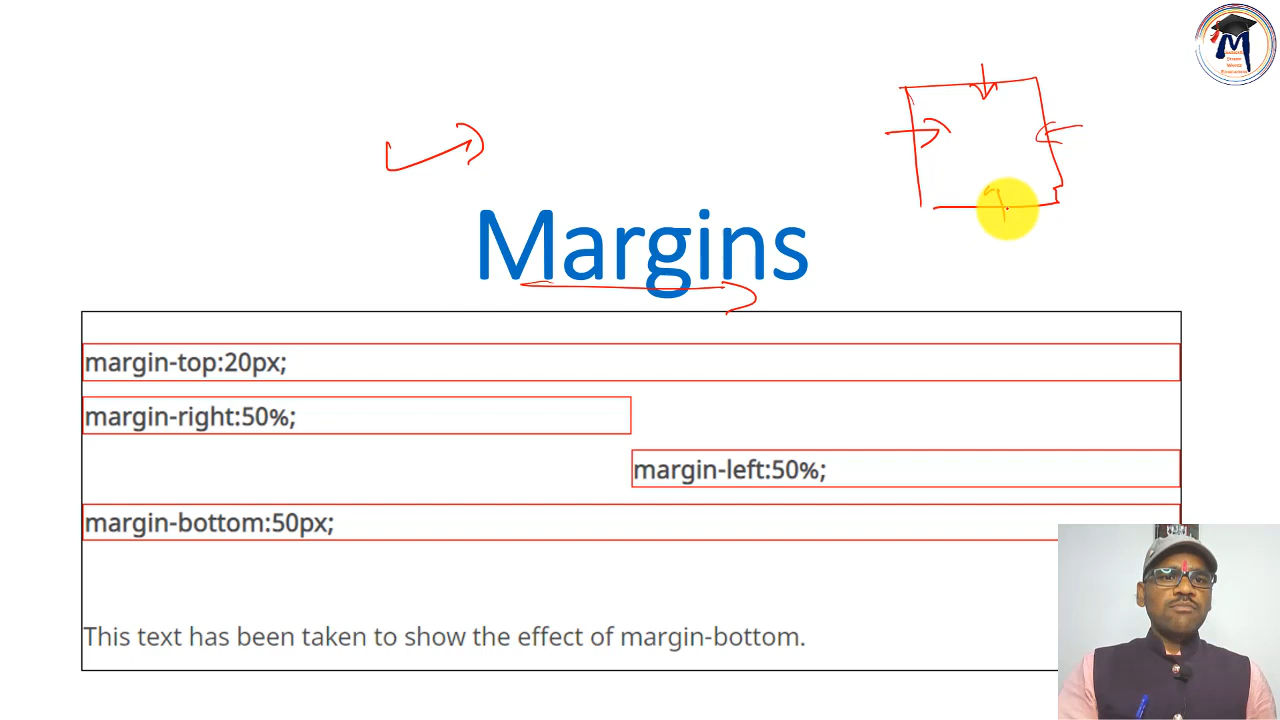 M
Margins
margin-top:20px;
margin-right:50%;
margin-left:50%;
margin-bottom:50px;
This text has been taken to show the effect of margin-bottom.